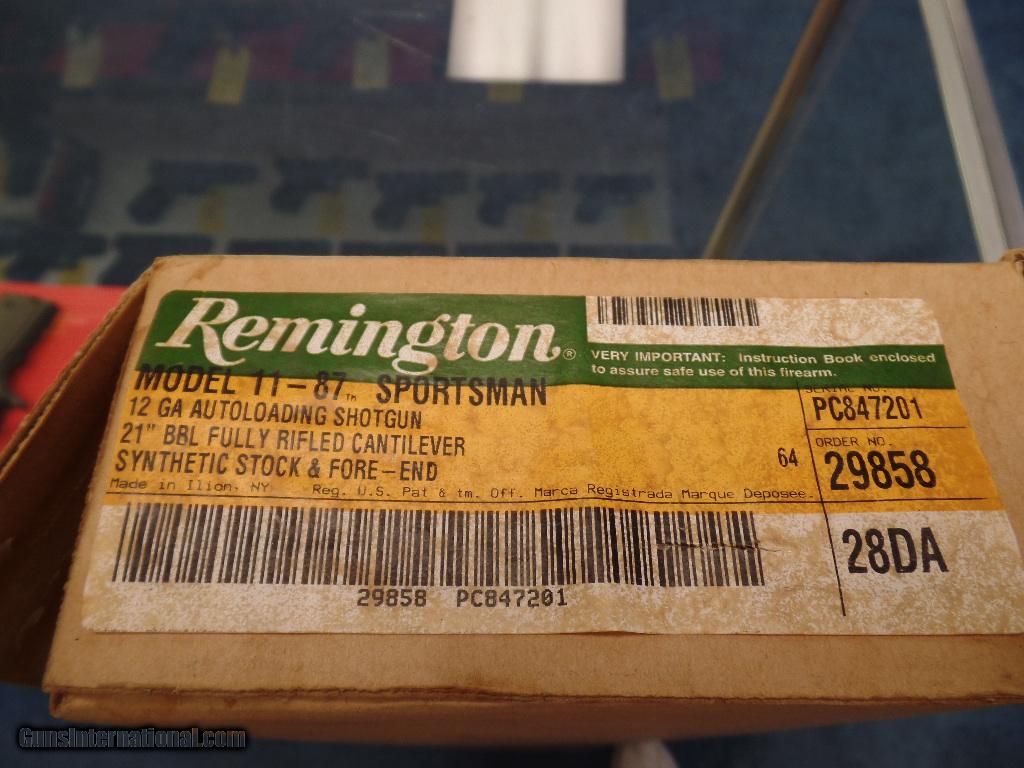 Remington®
VERY IMPORTANT: Instruction Book enclosed
to assure safe use of this firearm.
MODEL 11-87 TM SPORTSMAN
12 GA AUTOLOADING SHOTGUN
21" BBL FULLY RIFLED CANTILEVER
SYNTHETIC STOCK & FORE-END
64
SERIAL NO.
PC847201
ORDER NO.
29858
Made in Ilion, NY Reg. U.S. Pat & tm. Off. Marca Registrada Marque Deposee.
28DA
29858 PC847201
GunsInternational.com